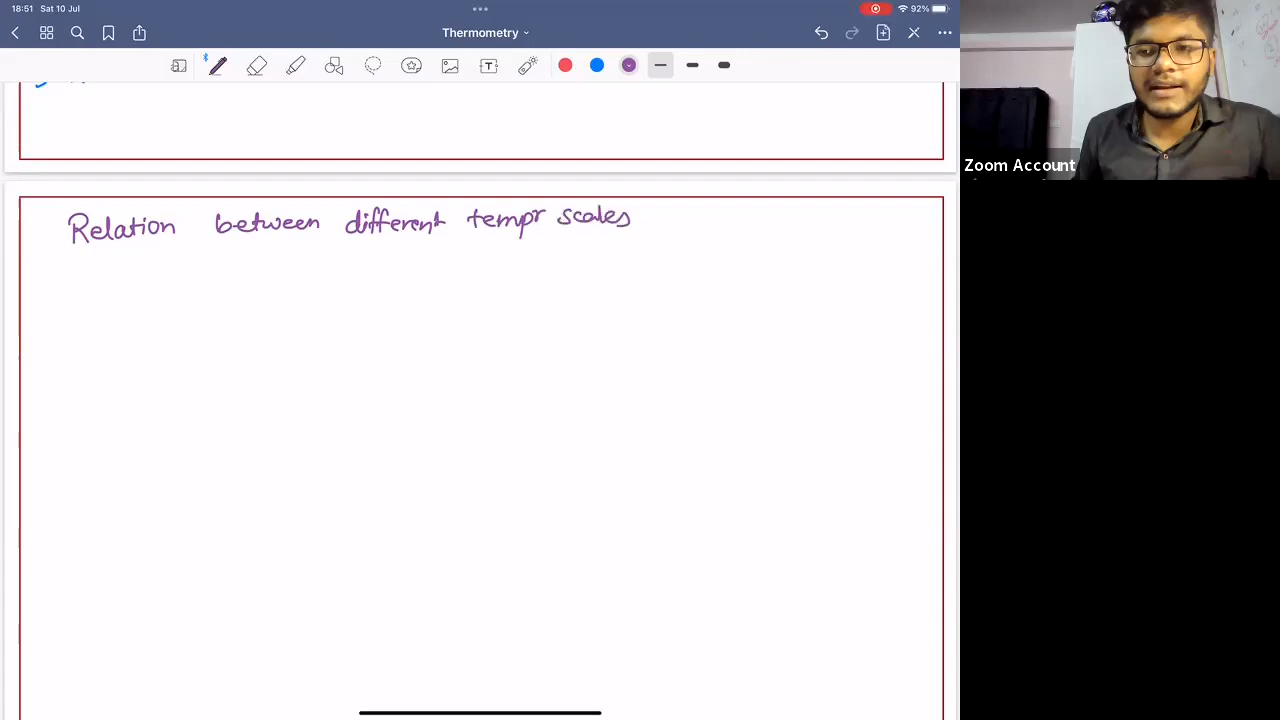 18:51 Sat 10 Jul
92%
Thermometry
T
Zoom Account
Relation between different tempr scales